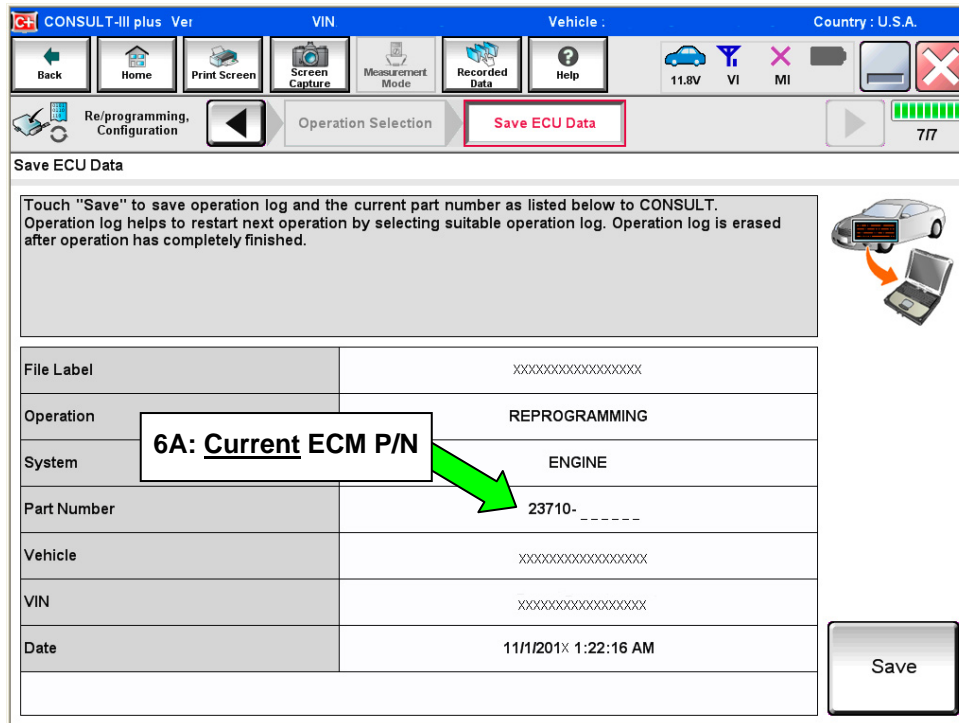 C+ CONSULT-III plus Ver VIN. Vehicle : Country : U.S.A.
Back
Home
Print Screen
Screen Capture
Measurement Mode
Recorded Data
Help
11.8V
VI
MI
Re/programming,
Configuration
Operation Selection
Save ECU Data
7/7
Save ECU Data
Touch "Save" to save operation log and the current part number as listed below to CONSULT.
Operation log helps to restart next operation by selecting suitable operation log. Operation log is erased
after operation has completely finished.
File Label XXXXXXXXXXXXXXXXX
Operation REPROGRAMMING
6A: Current ECM P/N
System ENGINE
Part Number 23710- _ _ _ _ _ _
Vehicle XXXXXXXXXXXXXXXXX
VIN XXXXXXXXXXXXXXXXX
Date 11/1/201X 1:22:16 AM
Save